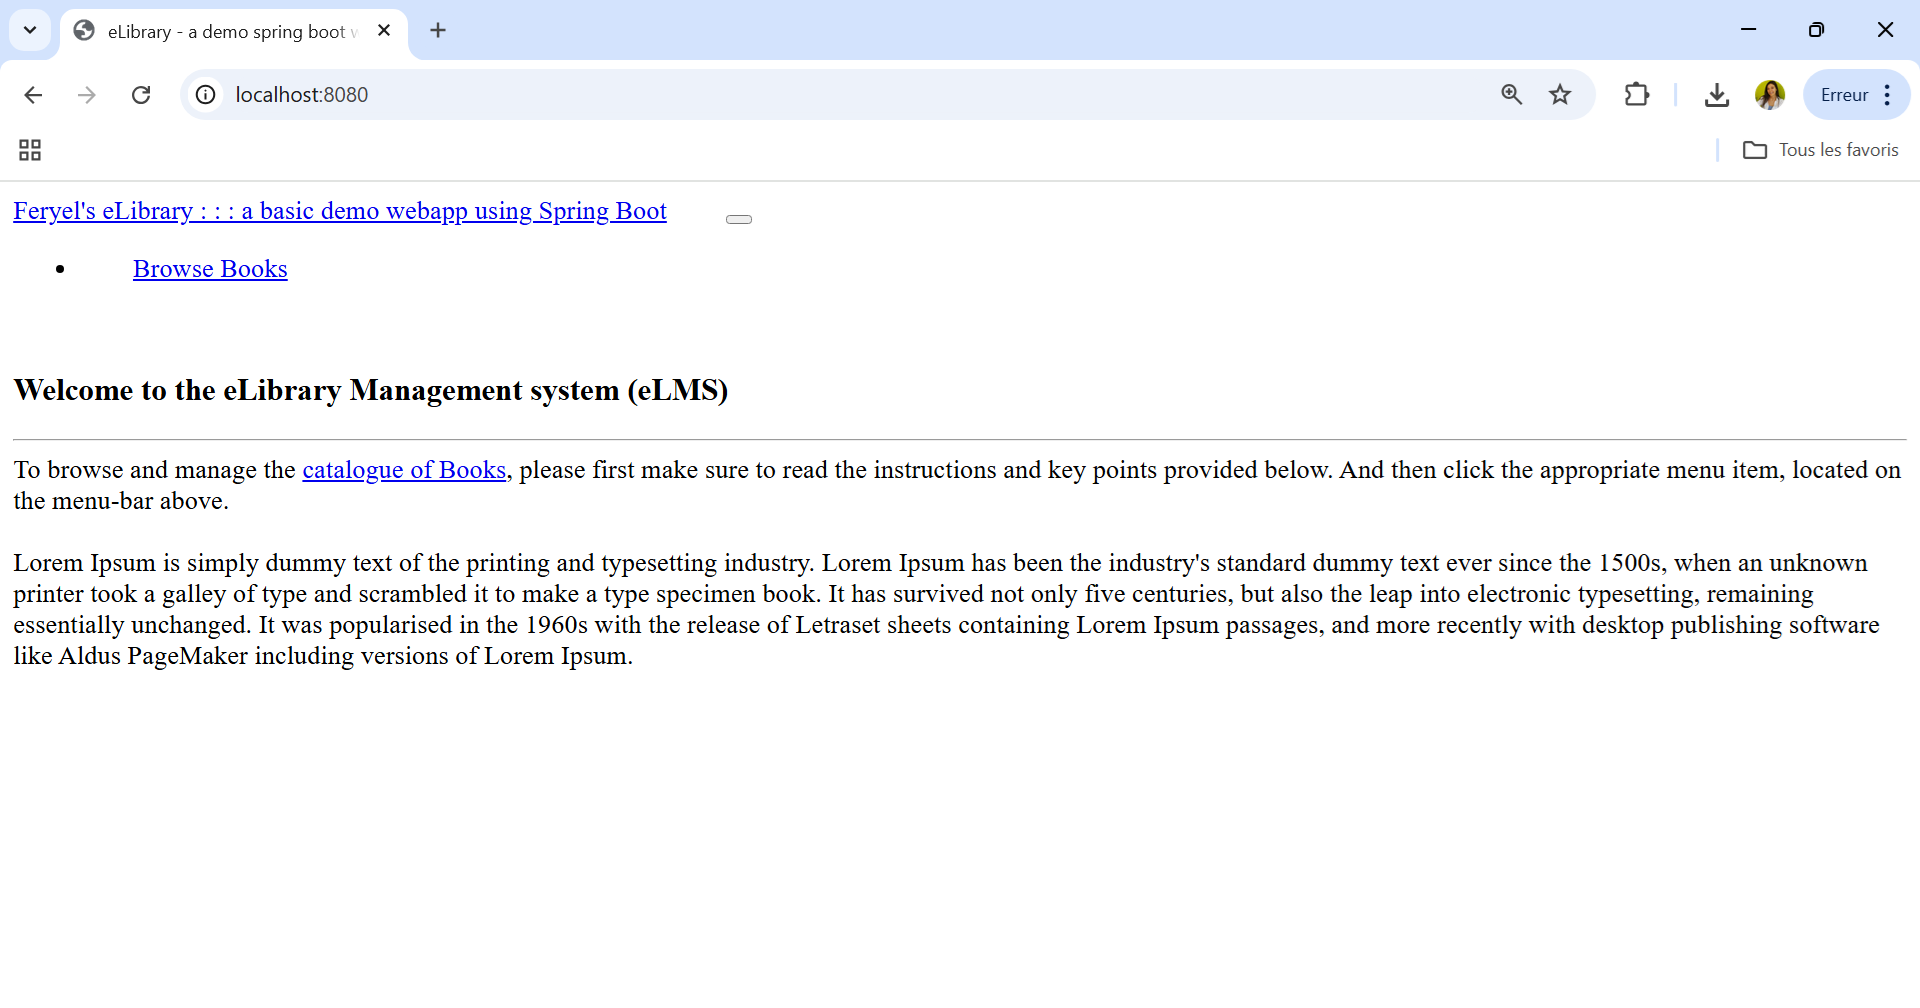 eLibrary - a demo spring boot
localhost:8080
Erreur
Tous les favoris
Feryel's eLibrary : : : a basic demo webapp using Spring Boot
Browse Books
Welcome to the eLibrary Management system (eLMS)
To browse and manage the catalogue of Books, please first make sure to read the instructions and key points provided below. And then click the appropriate menu item, located on
the menu-bar above.
Lorem Ipsum is simply dummy text of the printing and typesetting industry. Lorem Ipsum has been the industry's standard dummy text ever since the 1500s, when an unknown
printer took a galley of type and scrambled it to make a type specimen book. It has survived not only five centuries, but also the leap into electronic typesetting, remaining
essentially unchanged. It was popularised in the 1960s with the release of Letraset sheets containing Lorem Ipsum passages, and more recently with desktop publishing software
like Aldus PageMaker including versions of Lorem Ipsum.